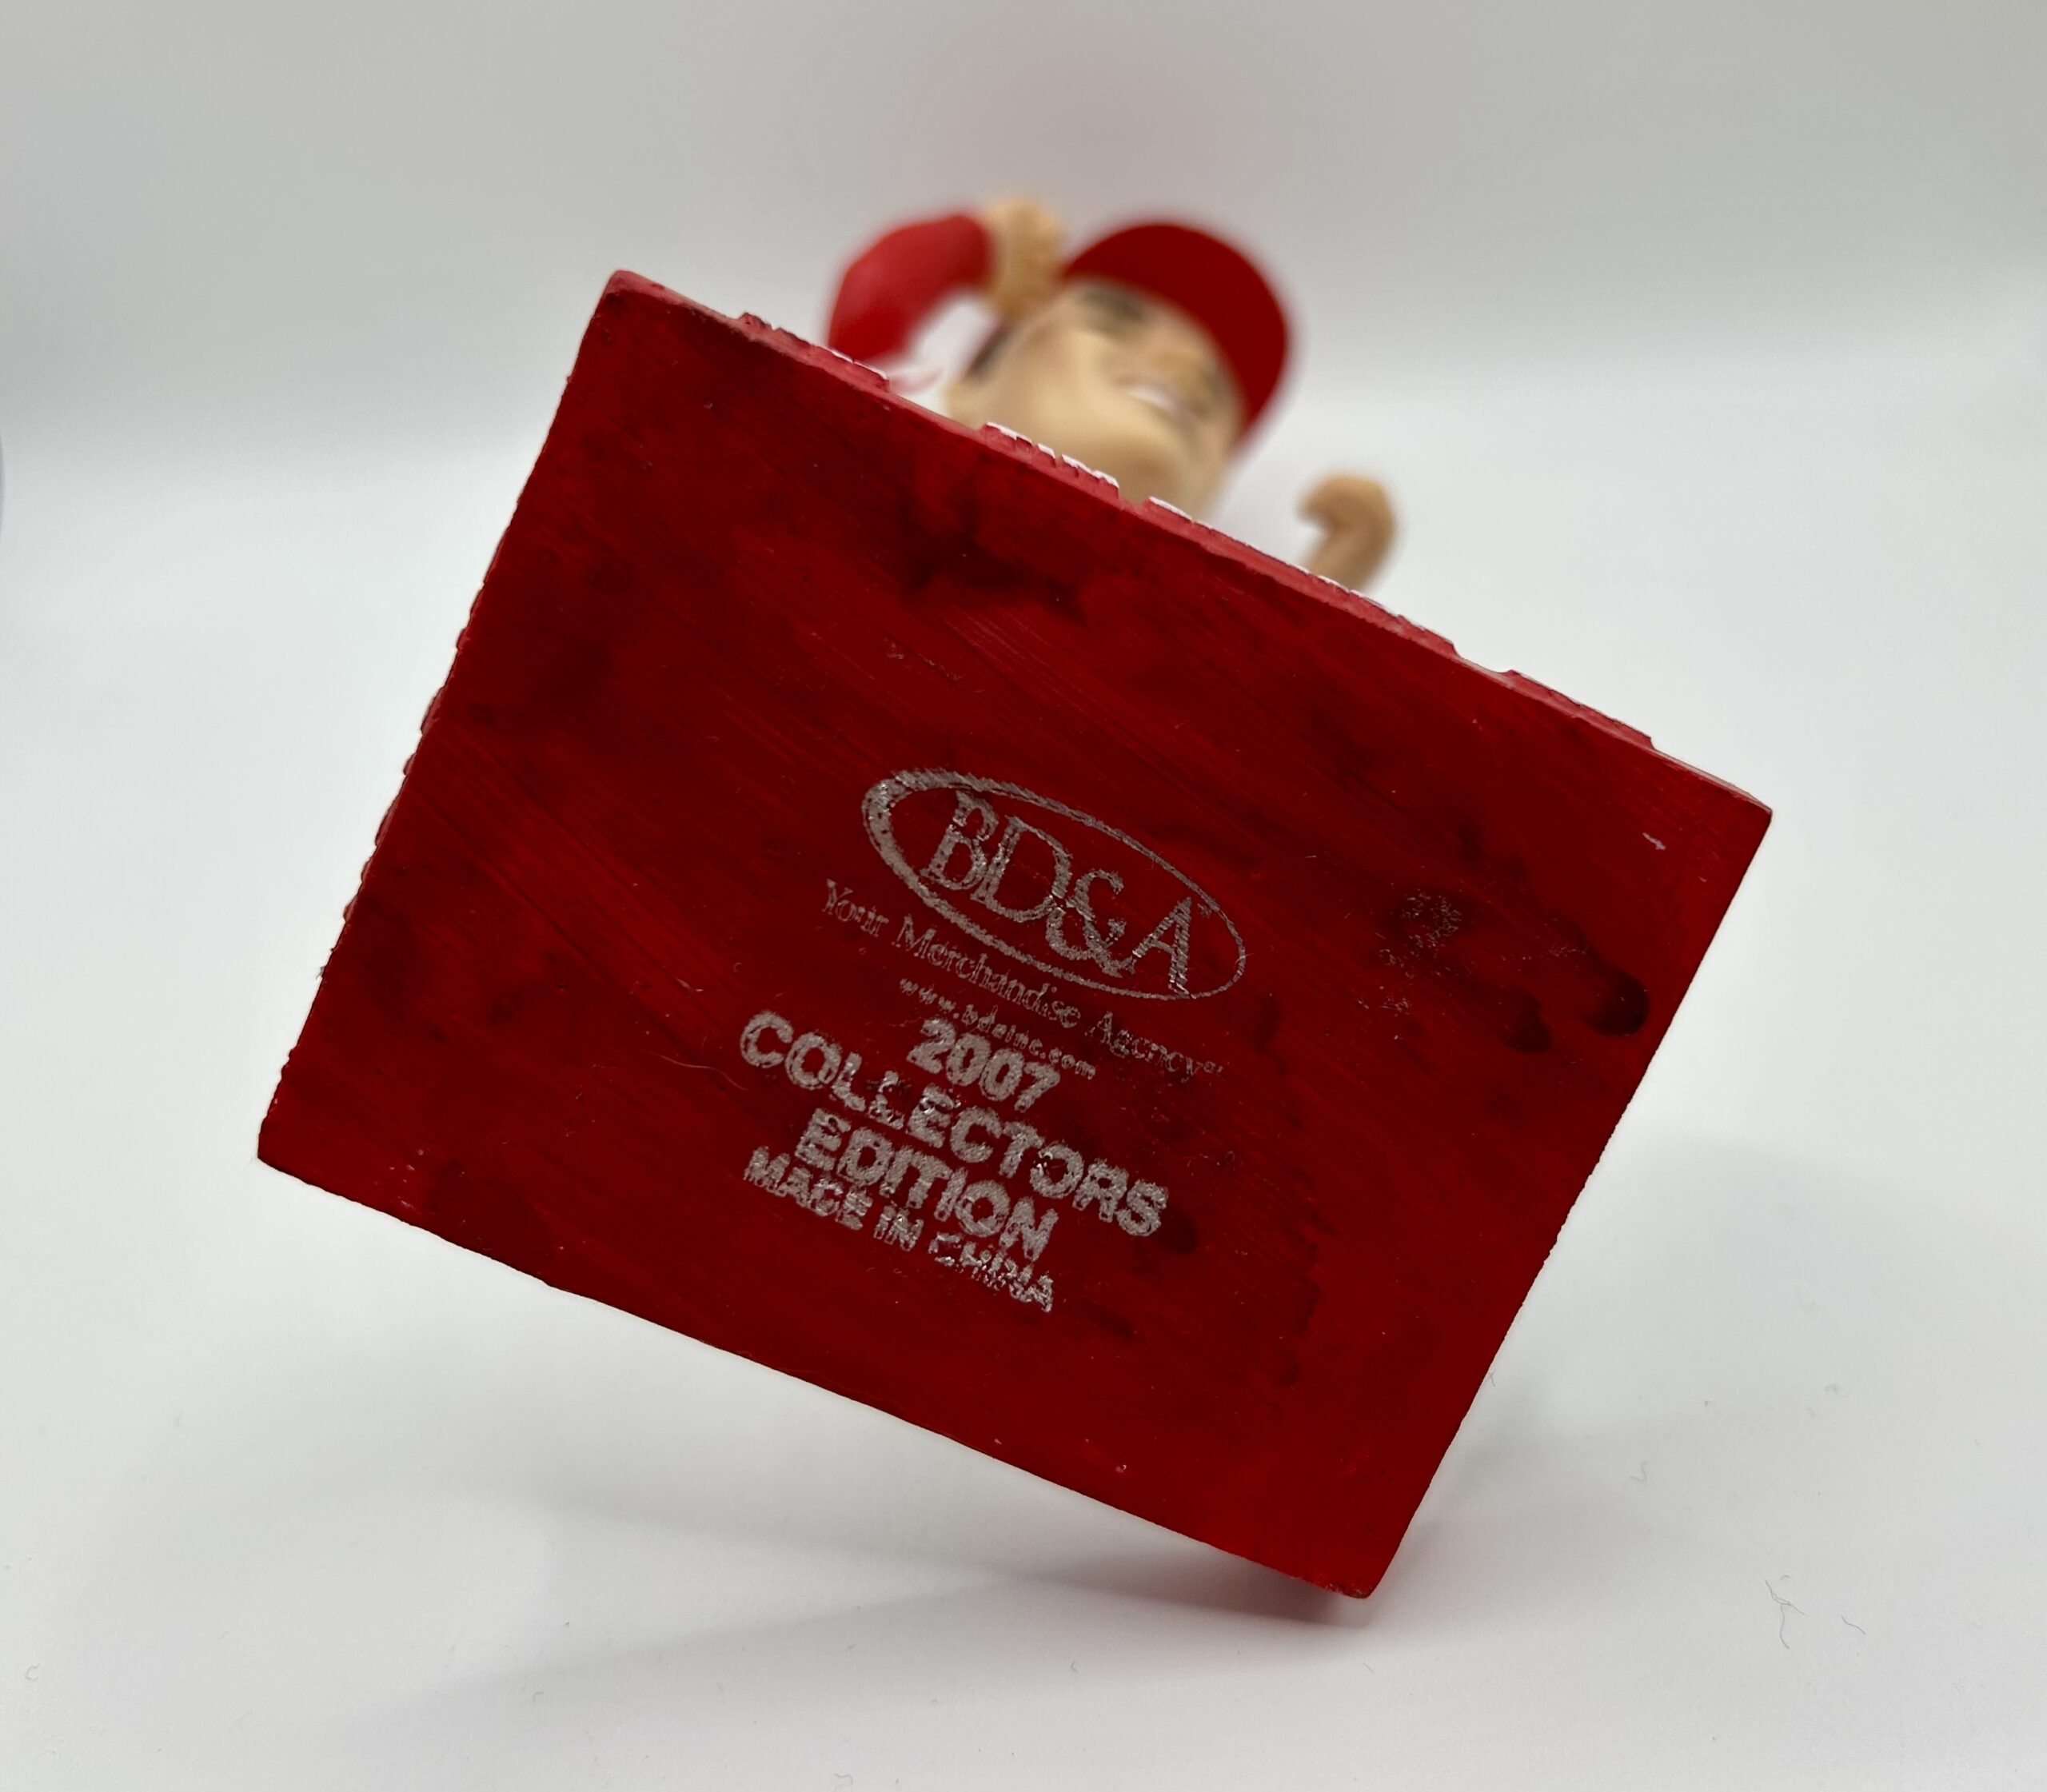 BD&A
Your Merchandise Agency
www.bdainc.com
2007
COLLECTORS
EDITION
MADE IN CHINA